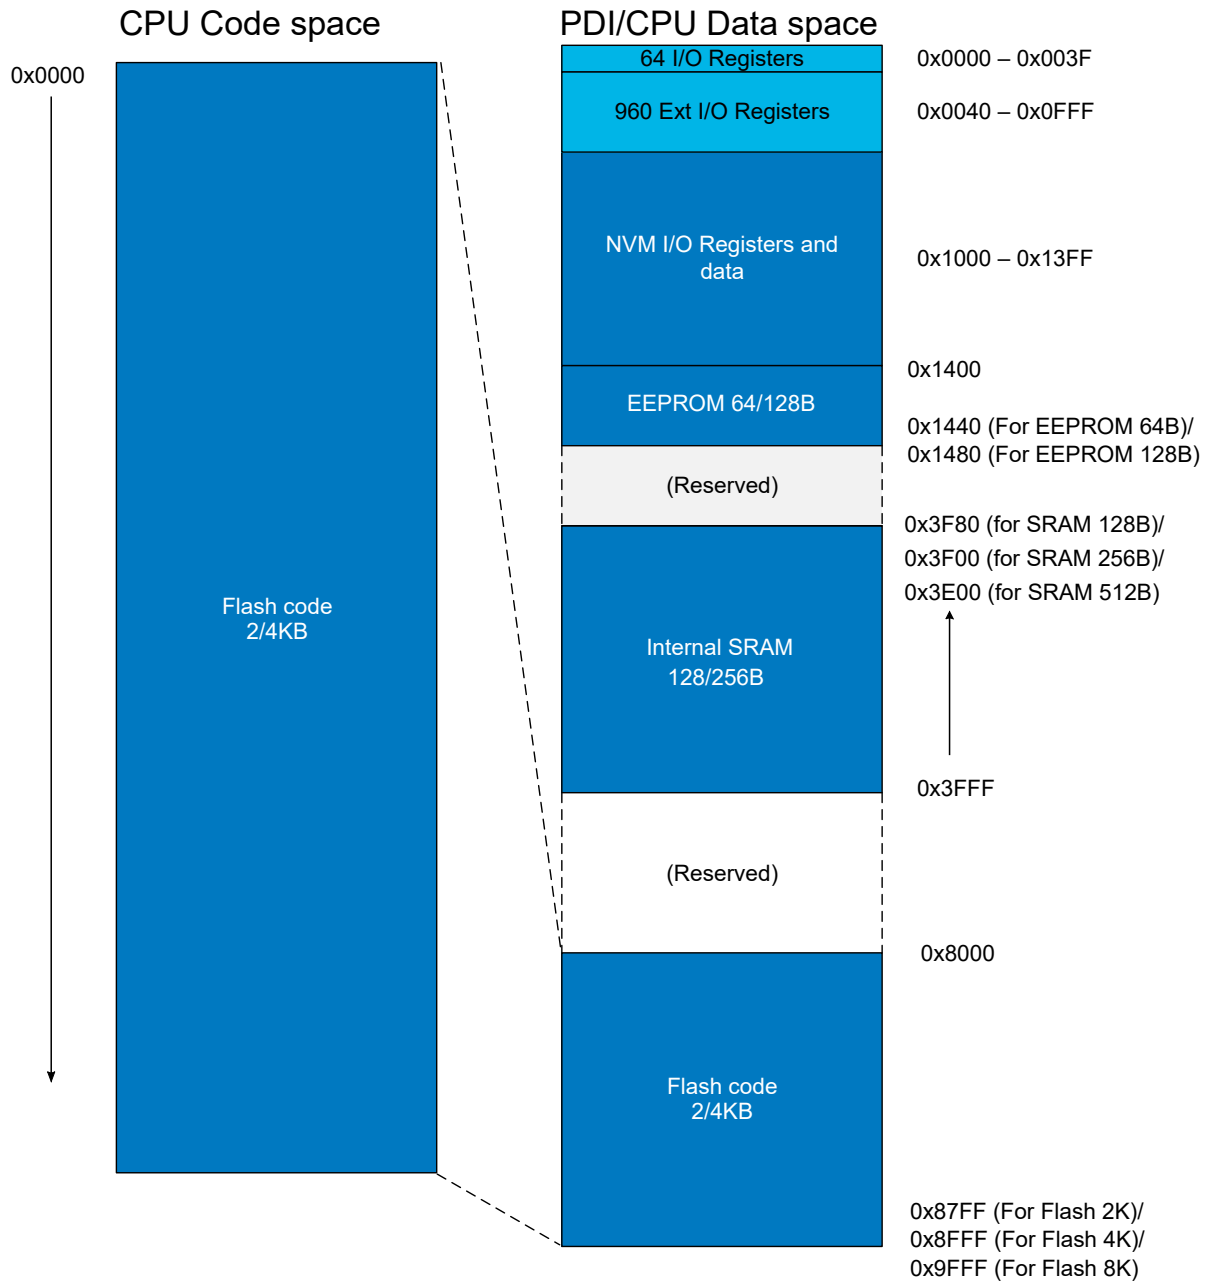 CPU Code space
PDI/CPU Data space
0x0000
64 I/O Registers
0x0000 – 0x003F
960 Ext I/O Registers
0x0040 – 0x0FFF
NVM I/O Registers and
data
0x1000 – 0x13FF
0x1400
EEPROM 64/128B
0x1440 (For EEPROM 64B)/
0x1480 (For EEPROM 128B)
(Reserved)
0x3F80 (for SRAM 128B)/
0x3F00 (for SRAM 256B)/
0x3E00 (for SRAM 512B)
Flash code
2/4KB
Internal SRAM
128/256B
0x3FFF
(Reserved)
0x8000
Flash code
2/4KB
0x87FF (For Flash 2K)/
0x8FFF (For Flash 4K)/
0x9FFF (For Flash 8K)